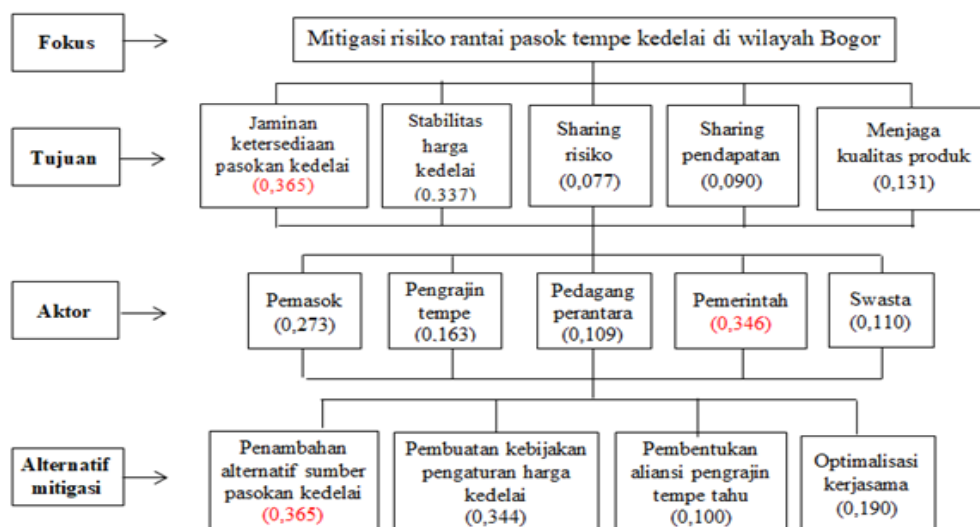 Fokus
Mitigasi risiko rantai pasok tempe kedelai di wilayah Bogor
Tujuan
Jaminan
ketersediaan
pasokan kedelai
(0,365)
Stabilitas
harga
kedelai
(0.337)
Sharing
risiko
(0,077)
Sharing
pendapatan
(0,090)
Menjaga
kualitas produk
(0,131)
Aktor
Pemasok
(0,273)
Pengrajin
tempe
(0.163)
Pedagang
perantara
(0,109)
Pemerintah
(0,346)
Swasta
(0,110)
Alternatif
mitigasi
Penambahan
alternatif sumber
pasokan kedelai
(0,365)
Pembuatan kebijakan
pengaturan harga
kedelai
(0,344)
Pembentukan
aliansi pengrajin
tempe tahu
(0,100)
Optimalisasi
kerjasama
(0,190)